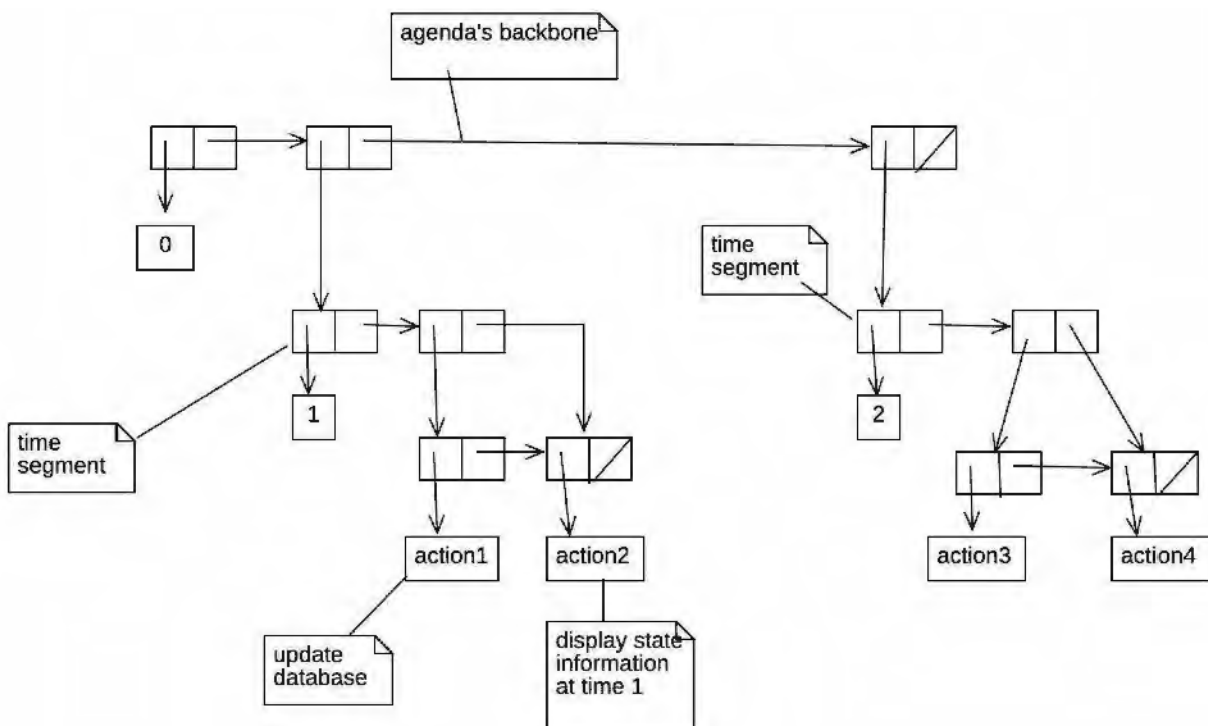 agenda's backbone
0
time
segment
1
2
time
segment
action1
action2
action3
action4
update
database
display state
information
at time 1